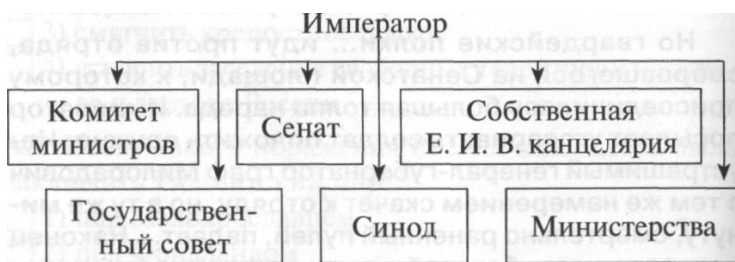 Император
Комитет
министров
Сенат
Собственная
Е. И. В. канцелярия
Государствен-
ный совет
Синод
Министерства